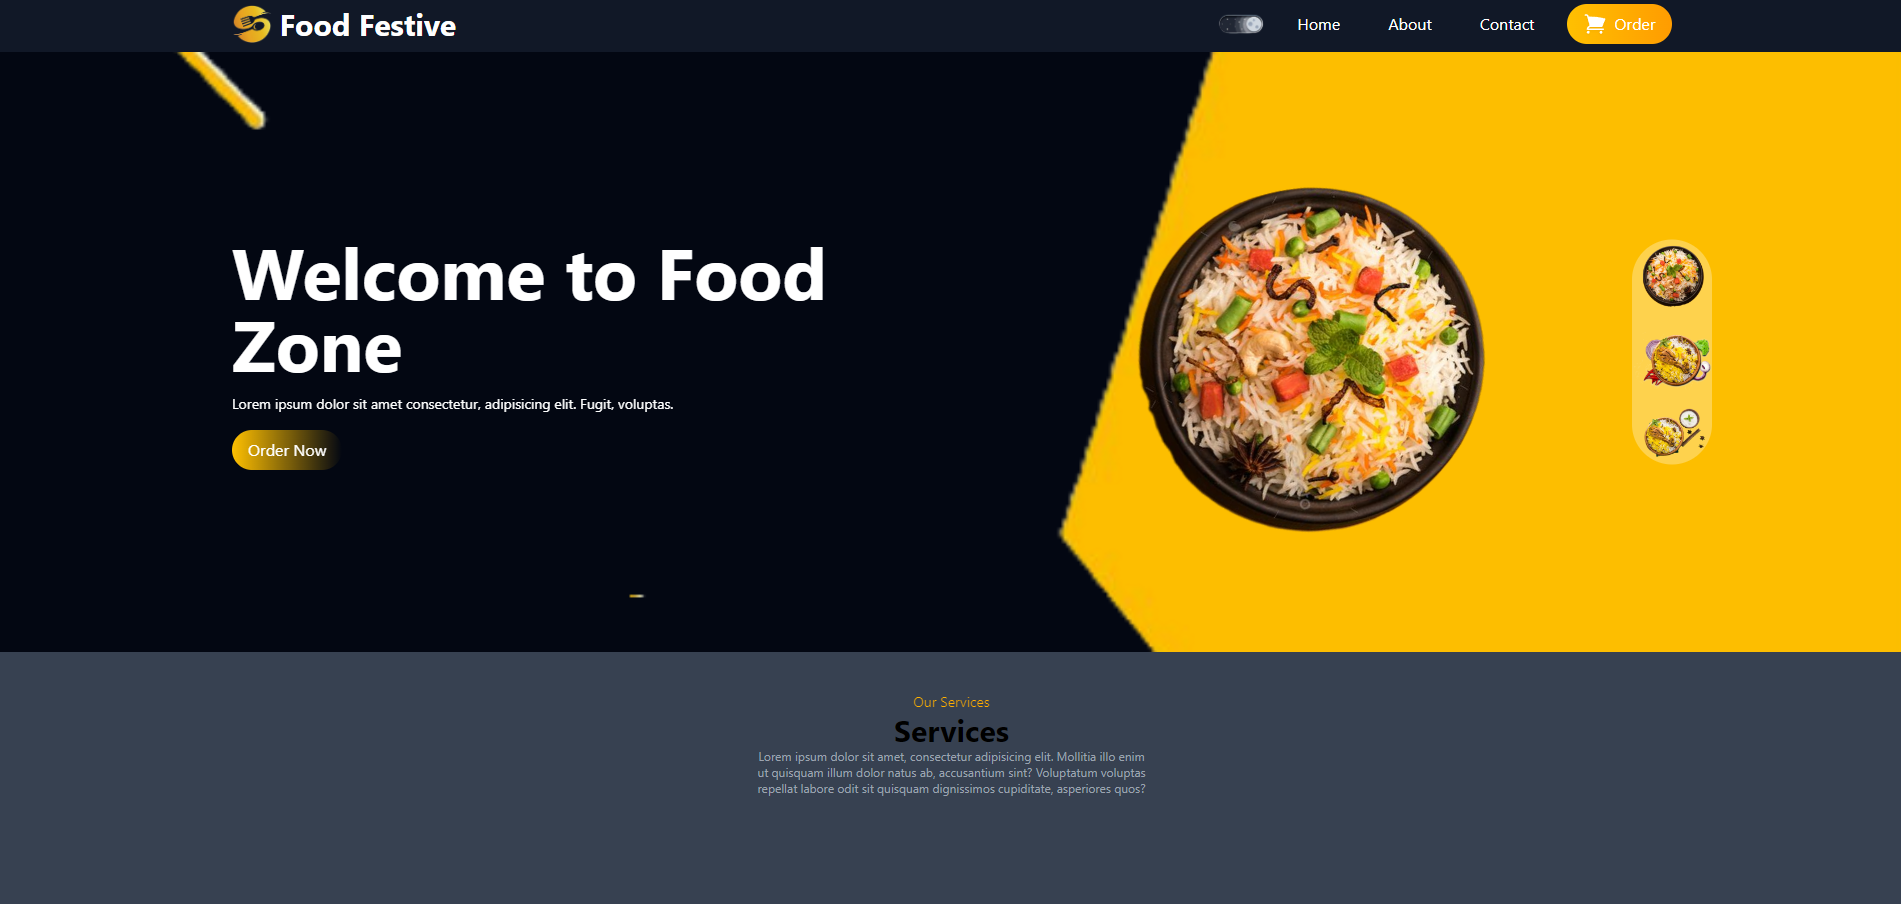 Food Festive
Home
About
Contact
Order
Welcome to Food
Zone
Lorem ipsum dolor sit amet consectetur, adipisicing elit. Fugit, voluptas.
Order Now
Our Services
Services
Lorem ipsum dolor sit amet, consectetur adipisicing elit. Mollitia illo enim
ut quisquam illum dolor natus ab, accusantium sint? Voluptatum voluptas
repellat labore odit sit quisquam dignissimos cupiditate, asperiores quos?